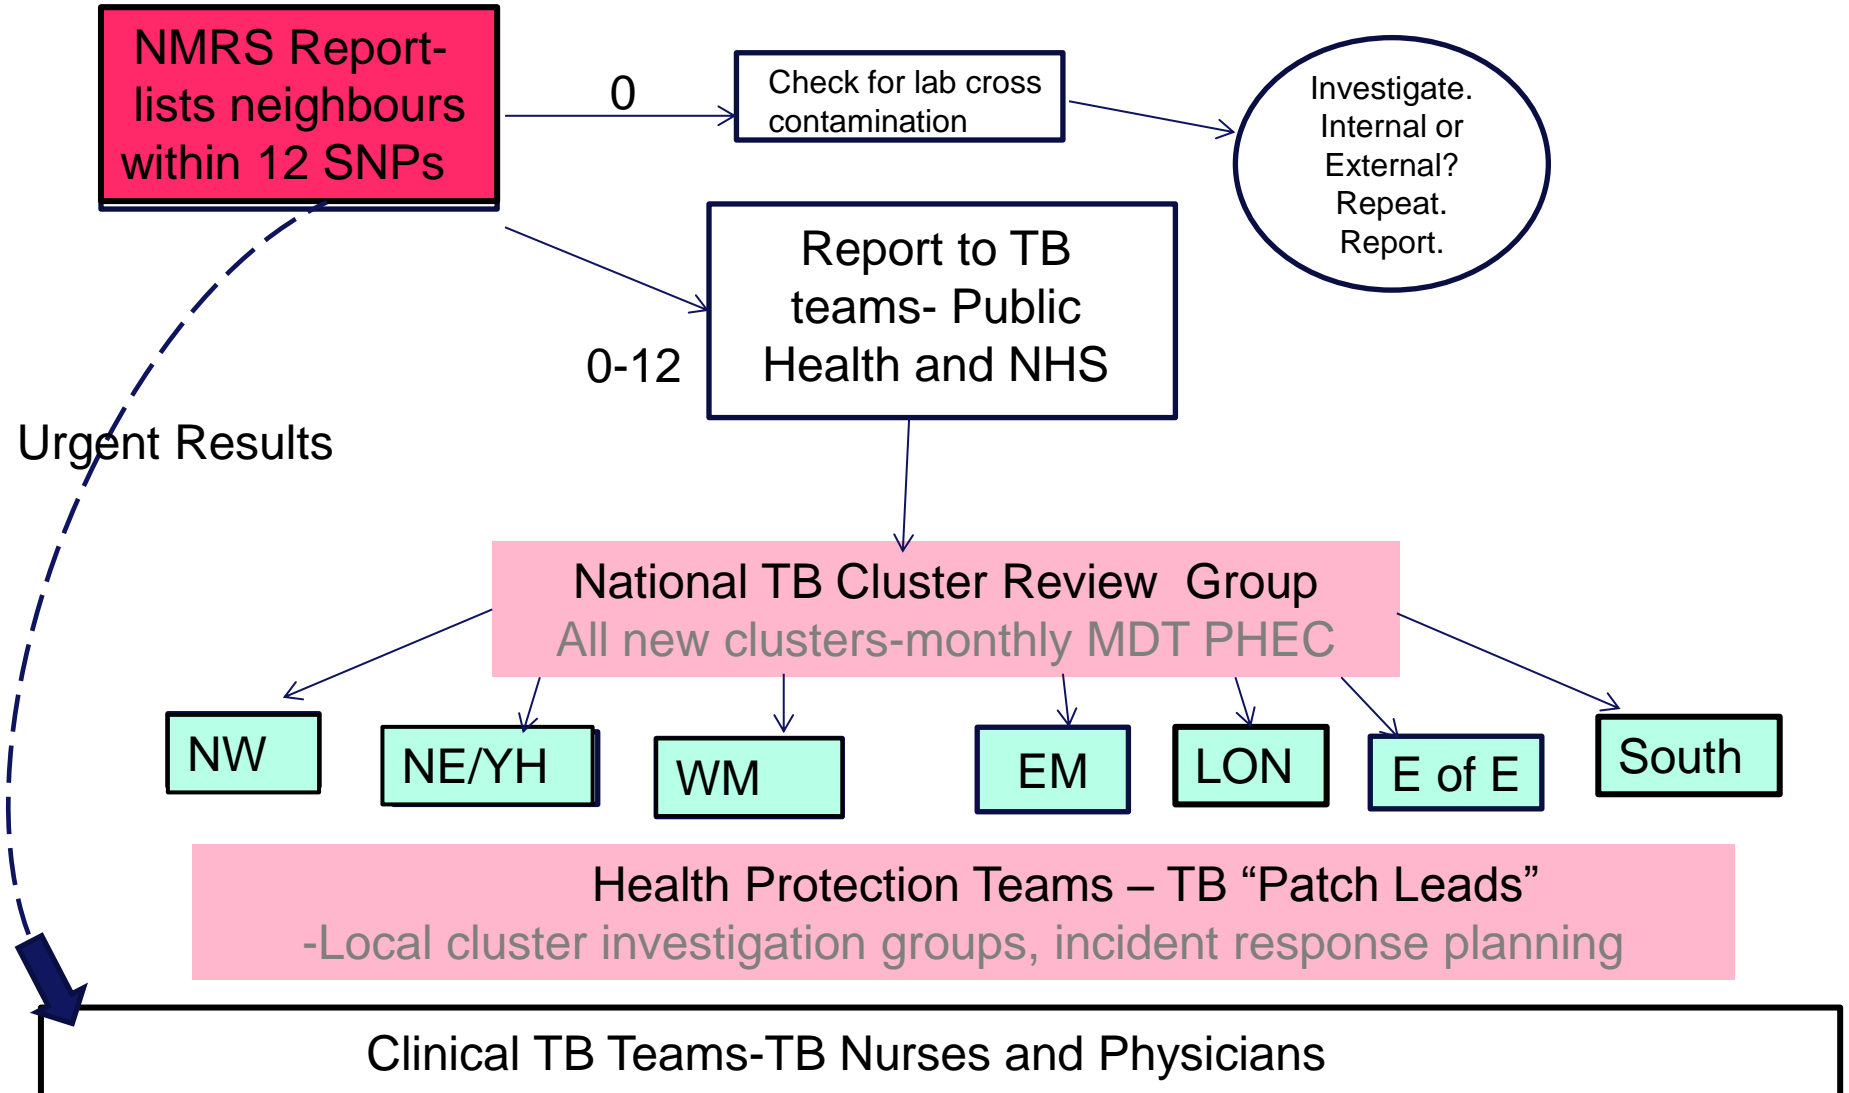 NMRS Report-
lists neighbours
within 12 SNPs
0
Check for lab cross
contamination
Investigate.
Internal or
External?
Repeat.
Report.
Report to TB
teams- Public
Health and NHS
0-12
Urgent Results
National TB Cluster Review Group
All new clusters-monthly MDT PHEC
NW
NE/YH
WM
EM
LON
E of E
South
Health Protection Teams – TB “Patch Leads”
-Local cluster investigation groups, incident response planning
Clinical TB Teams-TB Nurses and Physicians